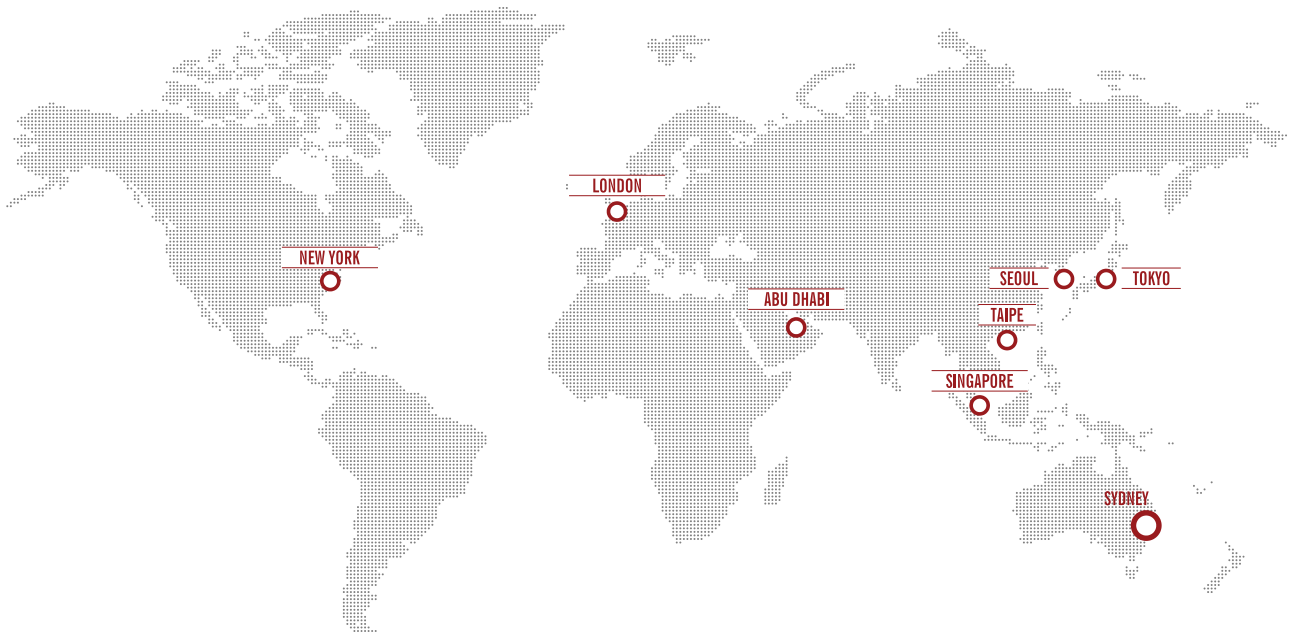 LONDON
NEW YORK
SEOUL
TOKYO
ABU DHABI
TAIPE
SINGAPORE
SYDNEY